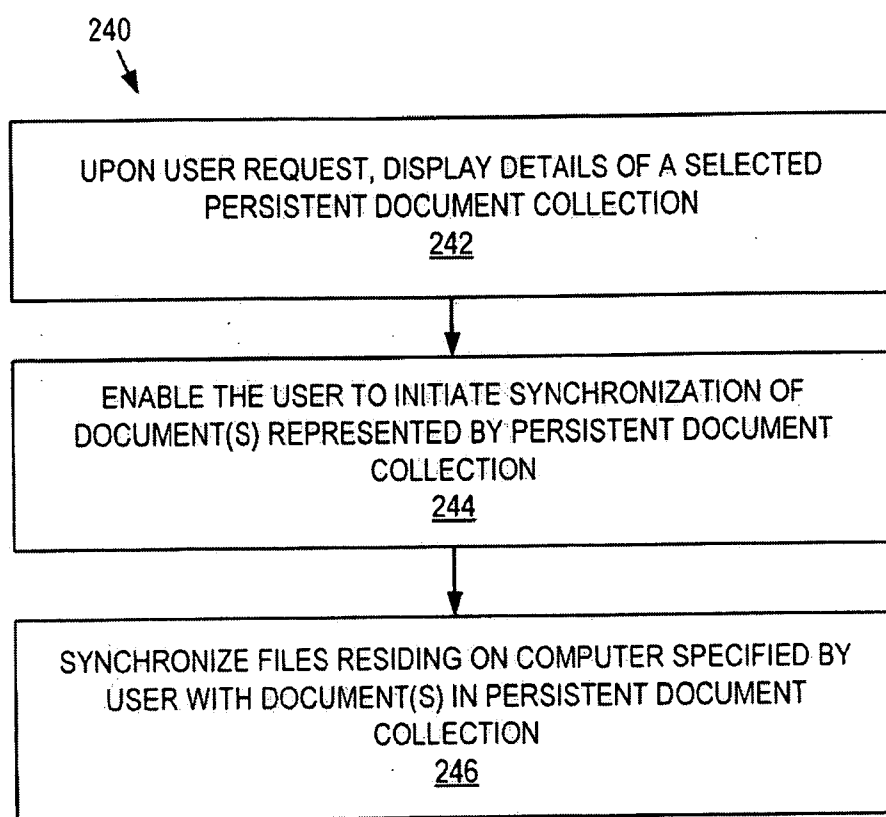 240
UPON USER REQUEST, DISPLAY DETAILS OF A SELECTED
PERSISTENT DOCUMENT COLLECTION
242
ENABLE THE USER TO INITIATE SYNCHRONIZATION OF
DOCUMENT(S) REPRESENTED BY PERSISTENT DOCUMENT
COLLECTION
244
SYNCHRONIZE FILES RESIDING ON COMPUTER SPECIFIED BY
USER WITH DOCUMENT(S) IN PERSISTENT DOCUMENT
COLLECTION
246